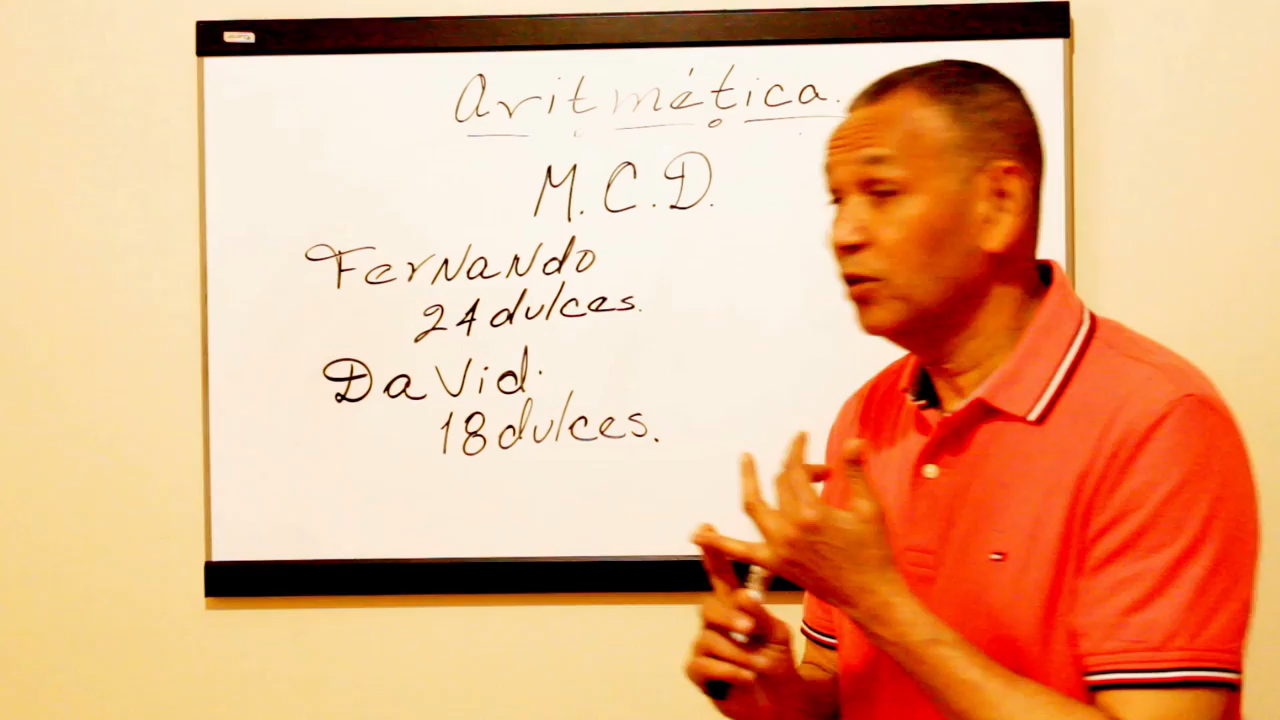 Aritmética.
M.C.D.
Fernando
24 dulces.
David.
18 dulces.